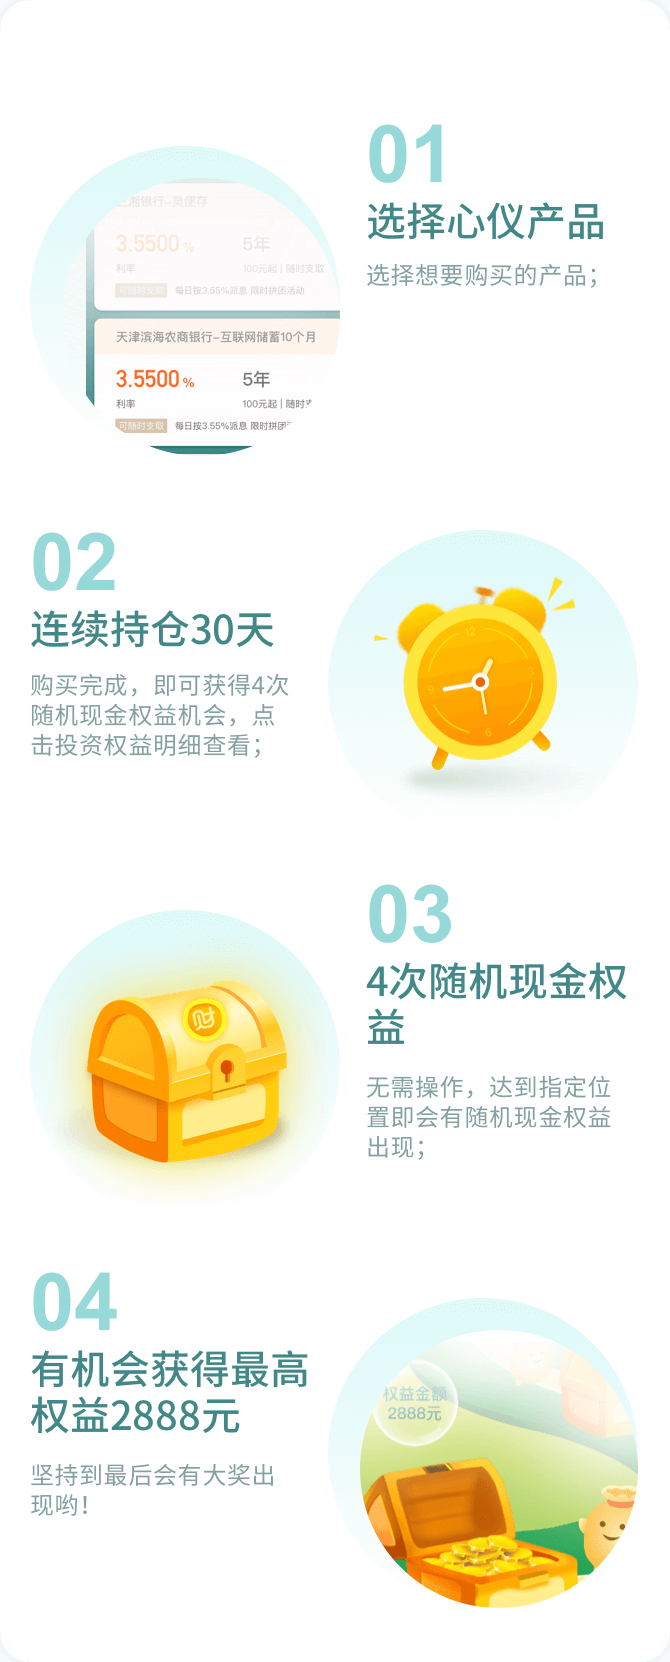 01
选择心仪产品
选择想要购买的产品；
湘银行-灵便存
3.5500%
5年
利率
100元起 | 随时支取
可随时支取
每日按3.55%派息 限时拼团活动
天津滨海农商银行-互联网储蓄10个月
3.5500%
5年
利率
100元起 | 随时
可随时支取
每日按3.55%派息 限时拼团
02
连续持仓30天
购买完成，即可获得4次
随机现金权益机会，点
击投资权益明细查看；
12
3
6
9
03
4次随机现金权
益
无需操作，达到指定位
置即会有随机现金权益
出现；
财
04
有机会获得最高
权益2888元
坚持到最后会有大奖出
现哟！
权益金额
2888元